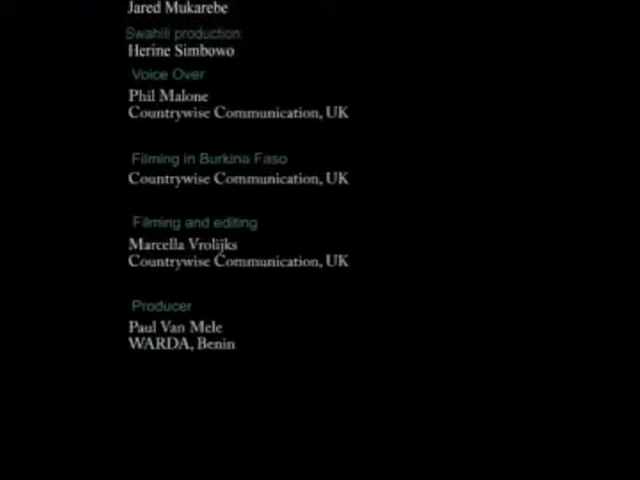 Jared Mukarebe
Swahili production
Herine Simbowo
Voice Over
Phil Malone
Countrywise Communication, UK
Filming in Burkina Faso
Countrywise Communication, UK
Filming and editing
Marcella Vrolijks
Countrywise Communication, UK
Producer
Paul Van Mele
WARDA, Benin